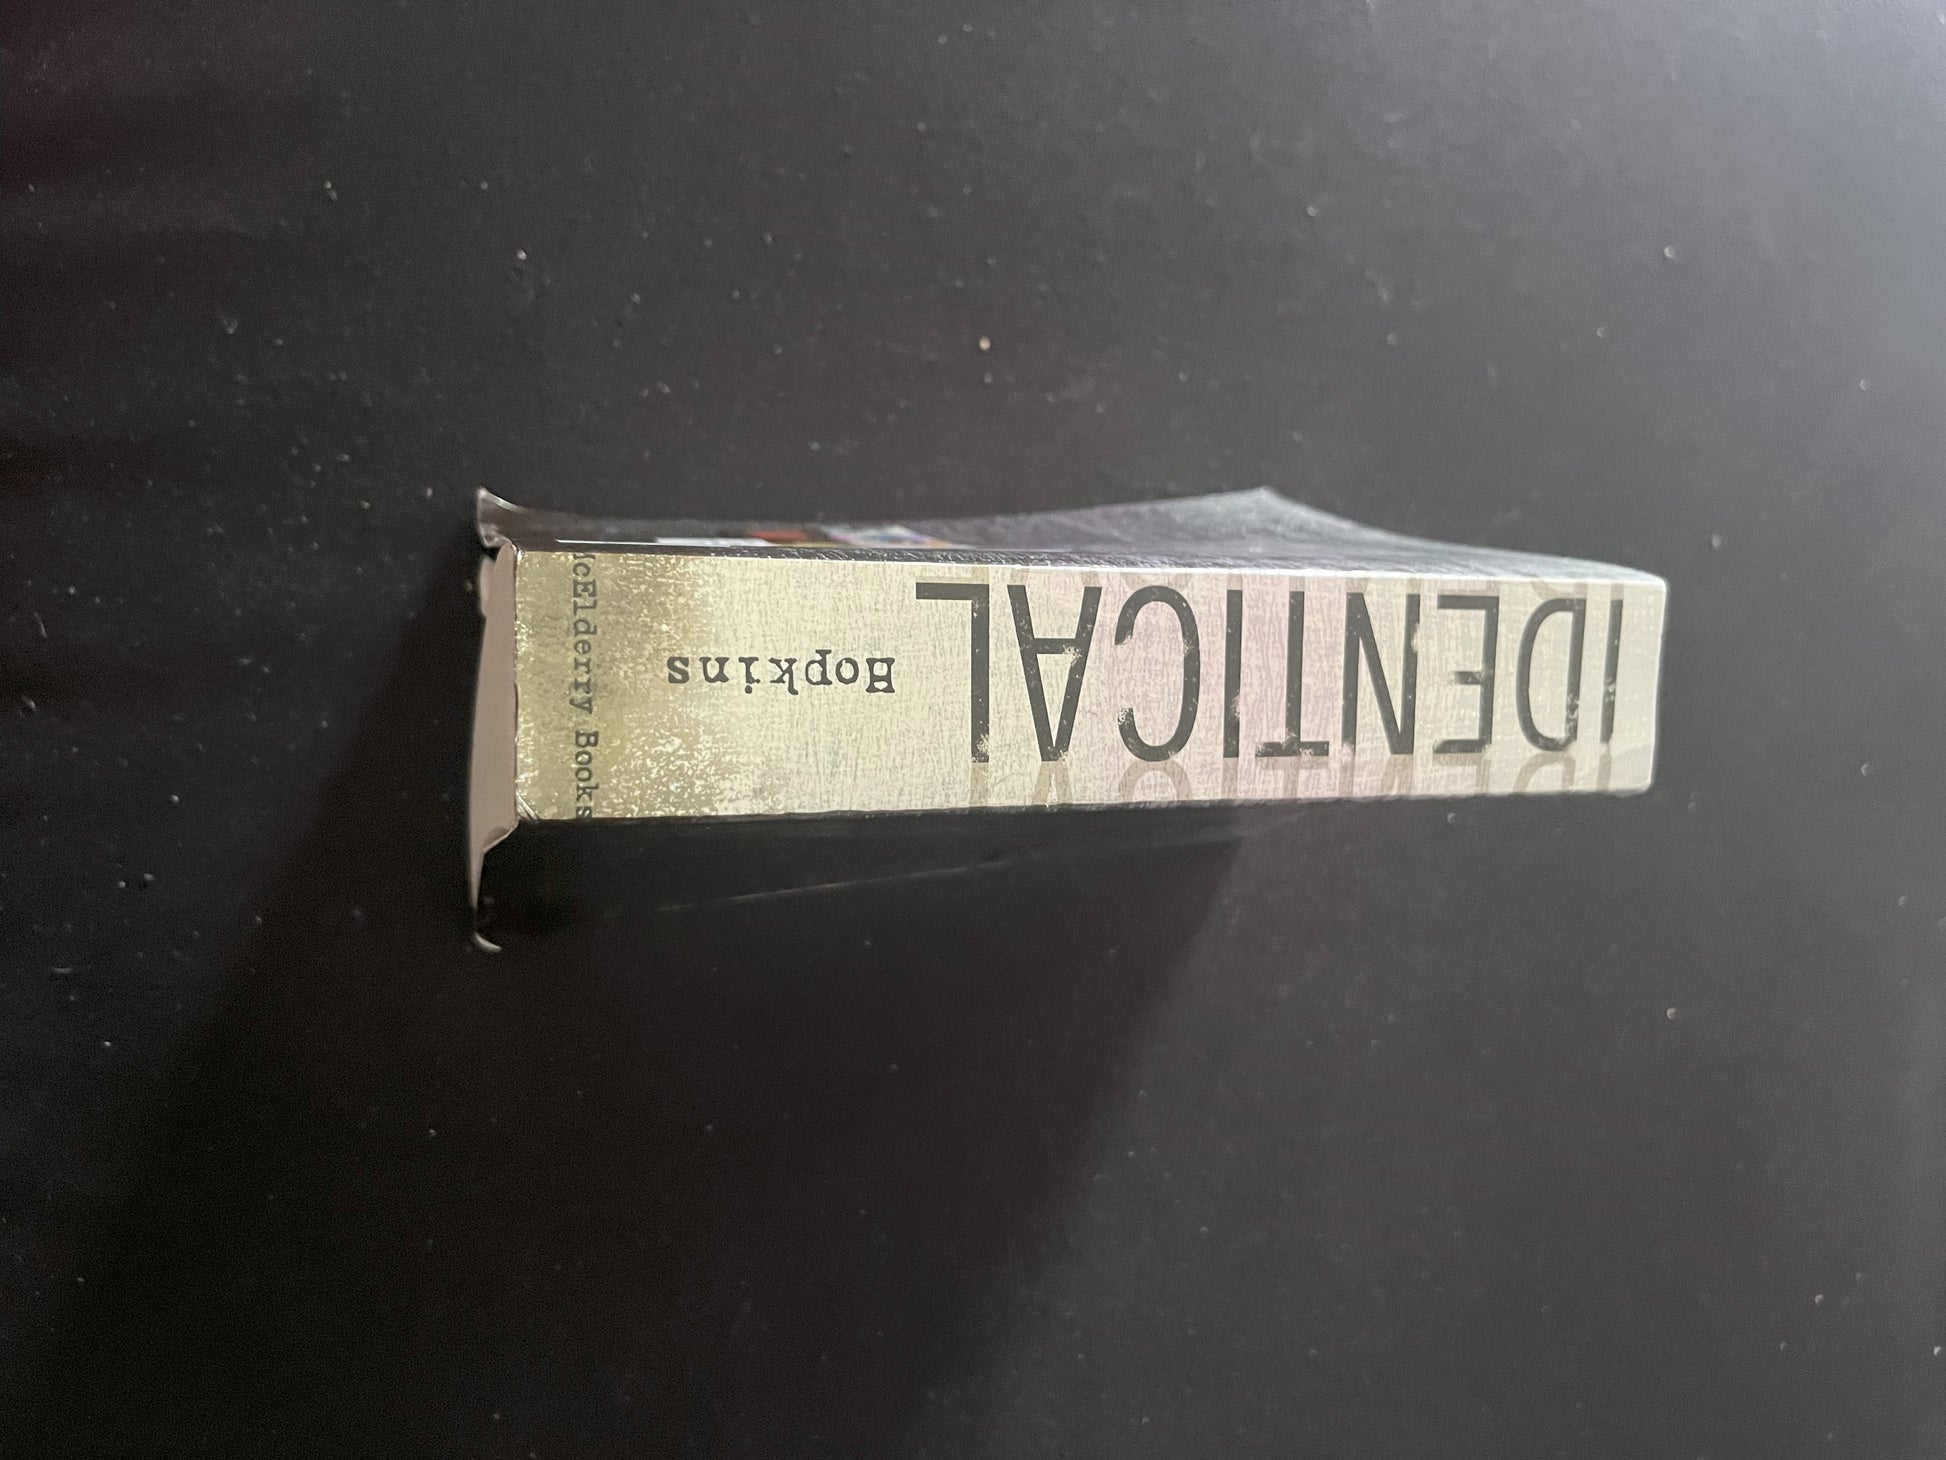 IDENTICAL
Hopkins
McElderry Books